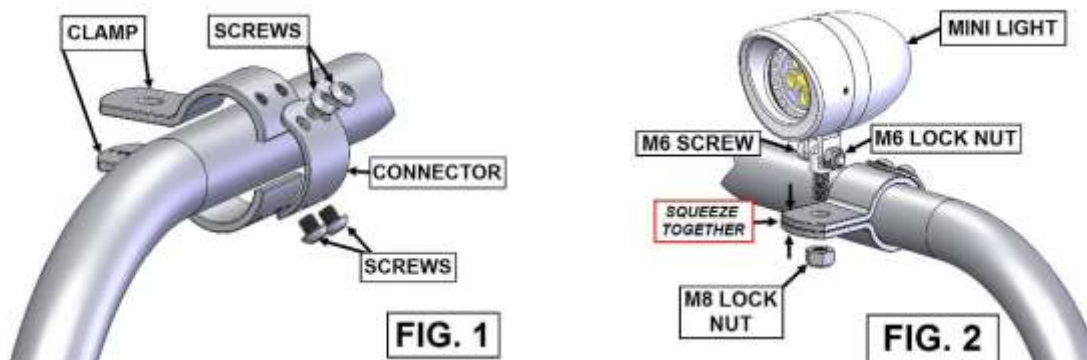 CLAMP
SCREWS
CONNECTOR
SCREWS
FIG. 1
MINI LIGHT
M6 SCREW
M6 LOCK NUT
SQUEEZE
TOGETHER
M8 LOCK
NUT
FIG. 2